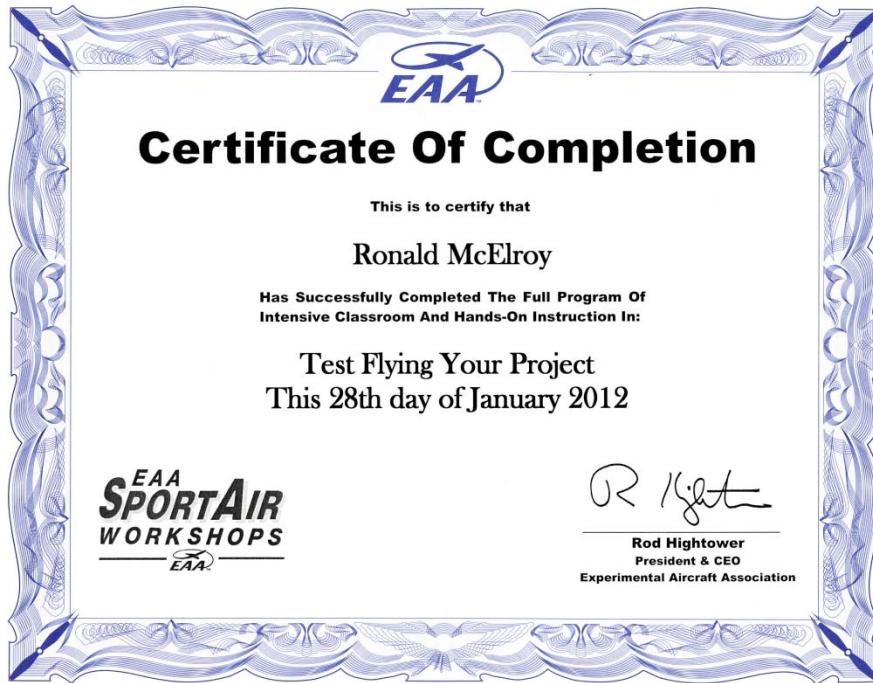 EAA
Certificate Of Completion
This is to certify that
Ronald McElroy
Has Successfully Completed The Full Program Of
Intensive Classroom And Hands-On Instruction In:
Test Flying Your Project
This 28th day of January 2012
EAA
SPORTAIR
WORKSHOPS
EAA
R Hightower
Rod Hightower
President & CEO
Experimental Aircraft Association